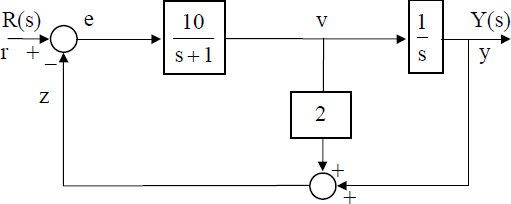 R(s) e 10 v 1 Y(s)
r + s+1 s y
−
z 2
+
+